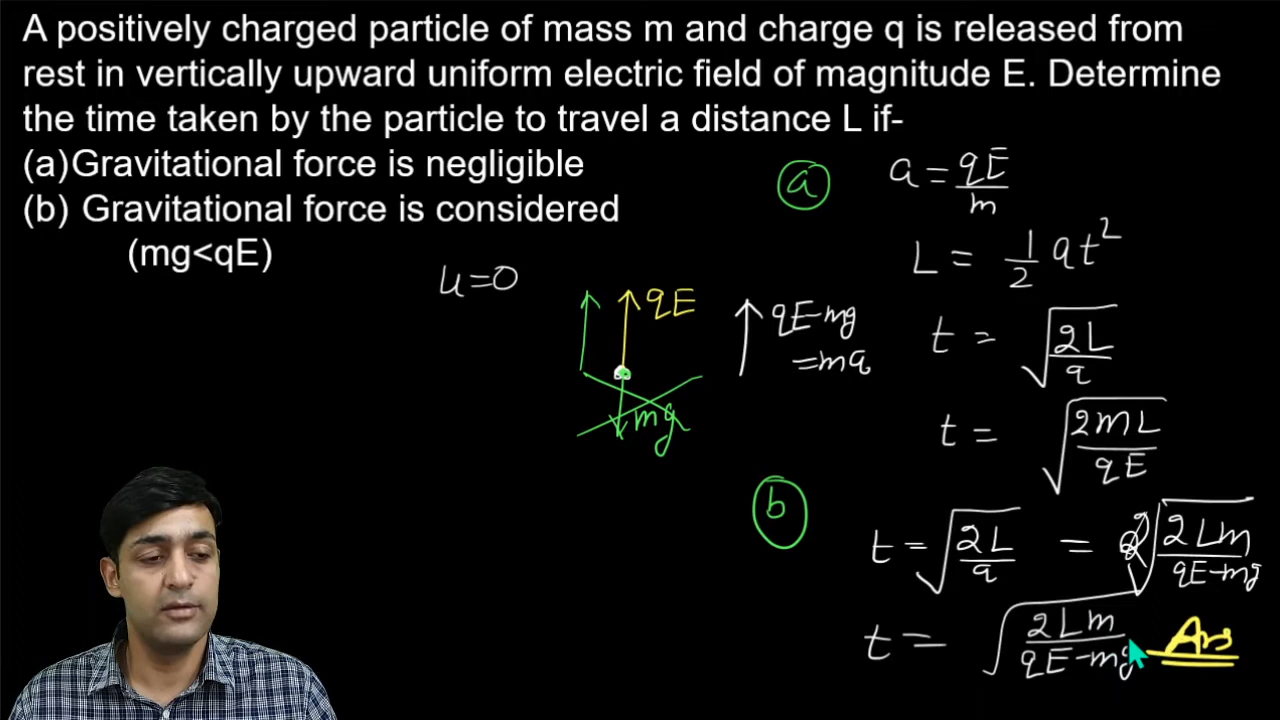 A positively charged particle of mass m and charge q is released from
rest in vertically upward uniform electric field of magnitude E. Determine
the time taken by the particle to travel a distance L if-
(a)Gravitational force is negligible
(b) Gravitational force is considered
(mg<qE)
u=0
qE
mg
qE-mg
=ma
a
a = qE/m
L = 1/2 at²
t = √(2L/a)
t = √(2mL/qE)
b
t = √(2L/a) = √(2Lm/qE-mg)
t = √(2Lm/qE-mg) Ans